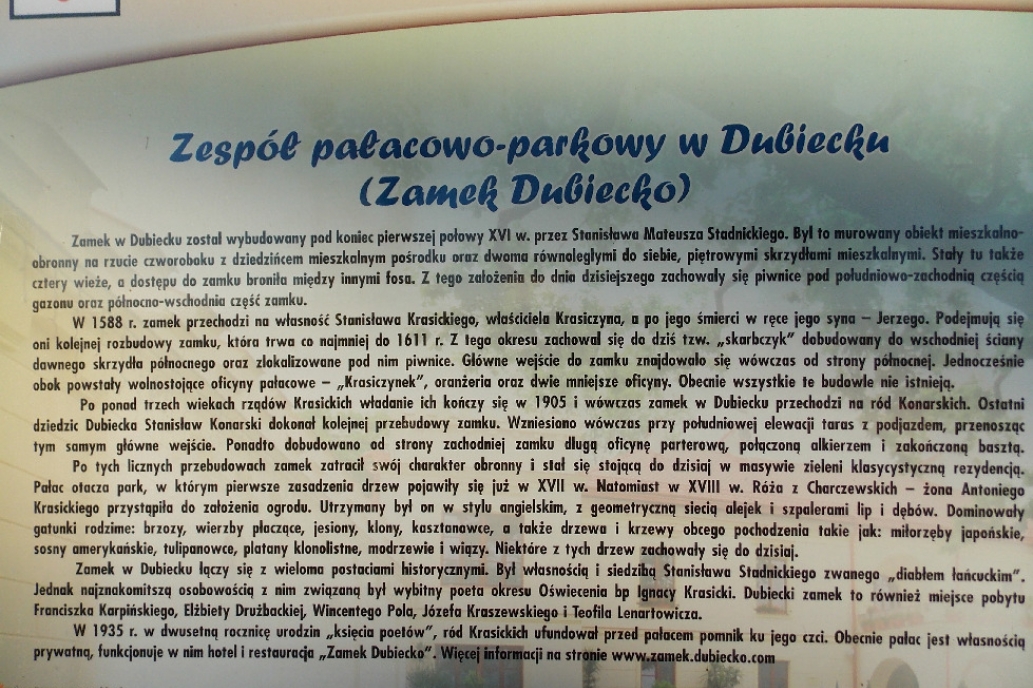 Zespół pałacowo-parkowy w Dubiecku
(Zamek Dubiecko)
Zamek w Dubiecku został wybudowany pod koniec pierwszej połowy XVI w. przez Stanisława Mateusza Stadnickiego. Był to murowany obiekt mieszkalno-
obronny na rzucie czworoboku z dziedzińcem mieszkalnym pośrodku oraz dwoma równoległymi do siebie, piętrowymi skrzydłami mieszkalnymi. Stały tu także
cztery wieże, a dostępu do zamku broniła między innymi fosa. Z tego założenia do dnia dzisiejszego zachowały się piwnice pod południowo-zachodnią częścią
gazonu oraz północno-wschodnia część zamku.
W 1588 r. zamek przechodzi na własność Stanisława Krasickiego, właściciela Krasiczyna, a po jego śmierci w ręce jego syna – Jerzego. Podejmują się
oni kolejnej rozbudowy zamku, która trwa co najmniej do 1611 r. Z tego okresu zachował się do dziś tzw. „skarbczyk” dobudowany do wschodniej ściany
dawnego skrzydła północnego oraz zlokalizowane pod nim piwnice. Główne wejście do zamku znajdowało się wówczas od strony północnej. Jednocześnie
obok powstały wolnostojące oficyny pałacowe – „Krasiczynek”, oranżeria oraz dwie mniejsze oficyny. Obecnie wszystkie te budowle nie istnieją.
Po ponad trzech wiekach rządów Krasickich władanie ich kończy się w 1905 i wówczas zamek w Dubiecku przechodzi na ród Konarskich. Ostatni
dziedzic Dubiecka Stanisław Konarski dokonał kolejnej przebudowy zamku. Wzniesiono wówczas przy południowej elewacji taras z podjazdem, przenosząc
tym samym główne wejście. Ponadto dobudowano od strony zachodniej zamku długą oficynę parterową, połączoną alkierzem i zakończoną basztą.
Po tych licznych przebudowach zamek zatracił swój charakter obronny i stał się stojącą do dzisiaj w masywie zieleni klasycystyczną rezydencją.
Pałac otacza park, w którym pierwsze zasadzenia drzew pojawiły się już w XVII w. Natomiast w XVIII w. Róża z Charczewskich – żona Antoniego
Krasickiego przystąpiła do założenia ogrodu. Utrzymany był on w stylu angielskim, z geometryczną siecią alejek i szpalerami lip i dębów. Dominowały
gatunki rodzime: brzozy, wierzby płaczące, jesiony, klony, kasztanowce, a także drzewa i krzewy obcego pochodzenia takie jak: miłorzęby japońskie,
sosny amerykańskie, tulipanowce, platany klonolistne, modrzewie i wiązy. Niektóre z tych drzew zachowały się do dzisiaj.
Zamek w Dubiecku łączy się z wieloma postaciami historycznymi. Był własnością i siedzibą Stanisława Stadnickiego zwanego „diabłem łańcuckim”.
Jednak najznakomitszą osobowością z nim związaną był wybitny poeta okresu Oświecenia bp Ignacy Krasicki. Dubiecki zamek to również miejsce pobytu
Franciszka Karpińskiego, Elżbiety Drużbackiej, Wincentego Pola, Józefa Kraszewskiego i Teofila Lenartowicza.
W 1935 r. w dwusetną rocznicę urodzin „księcia poetów”, ród Krasickich ufundował przed pałacem pomnik ku jego czci. Obecnie pałac jest własnością
prywatną, funkcjonuje w nim hotel i restauracja „Zamek Dubiecko”. Więcej informacji na stronie www.zamek.dubiecko.com